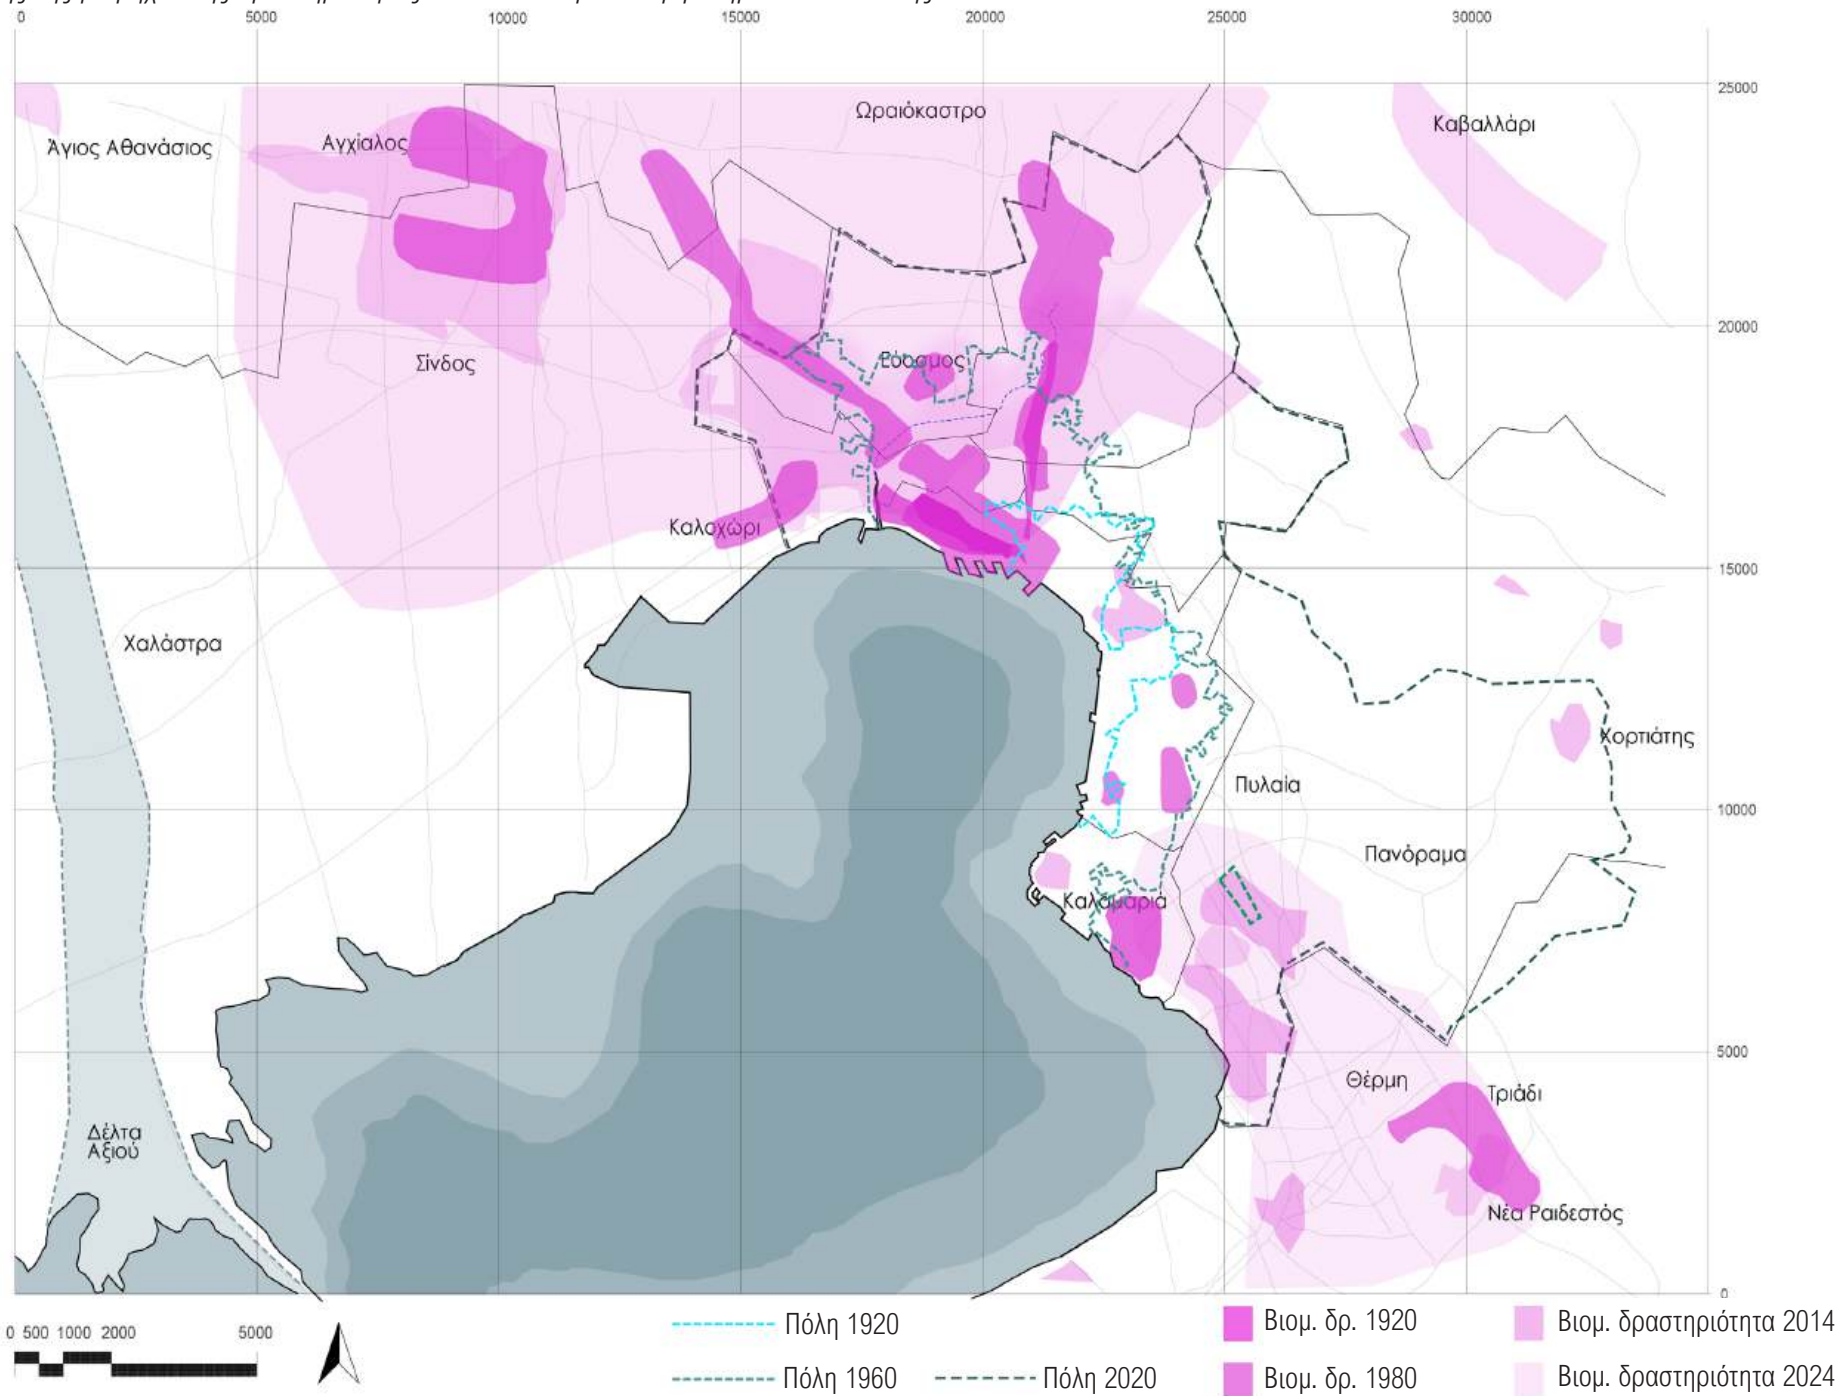 0 5000 10000 15000 20000 25000 30000
25000
Ωραιόκαστρο
Καβαλλάρι
Άγιος Αθανάσιος
Αγχίαλος
20000
Σίνδος
Εύοσμος
Καλοχώρι
15000
Χαλάστρα
Χορτιάτης
Πυλαία
10000
Πανόραμα
Καλαμαριά
5000
Θέρμη
Τριάδι
Δέλτα
Αξιού
Νέα Ραιδεστός
0
0 500 1000 2000 5000
Πόλη 1920
Πόλη 1960
Πόλη 2020
Βιομ. δρ. 1920
Βιομ. δρ. 1980
Βιομ. δραστηριότητα 2014
Βιομ. δραστηριότητα 2024